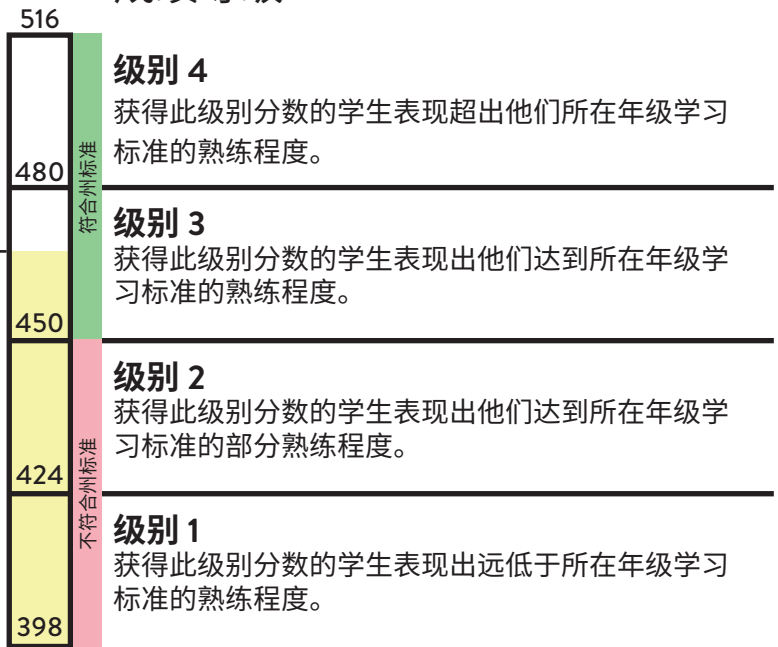 516
级别 4
获得此级别分数的学生表现超出他们所在年级学习
标准的熟练程度。
480
符合州标准
级别 3
获得此级别分数的学生表现出他们达到所在年级学
习标准的熟练程度。
450
级别 2
获得此级别分数的学生表现出他们达到所在年级学
习标准的部分熟练程度。
424
不符合州标准
级别 1
获得此级别分数的学生表现出远低于所在年级学习
标准的熟练程度。
398